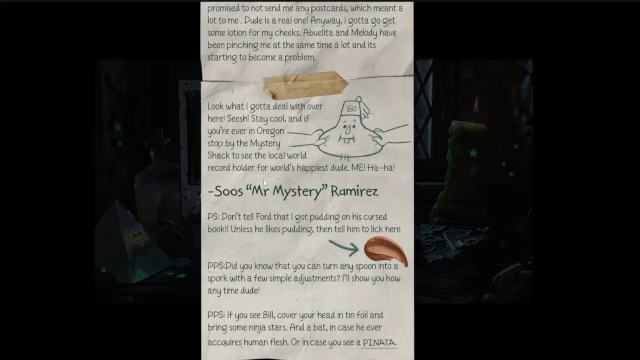 promised to not send me any postcards, which meant a
lot to me . Dude is a real one! Anyway, I gotta go get
some lotion for my cheeks. Abuelita and Melody have
been pinching me at the same time a lot and its
starting to become a problem.
Look what I gotta deal with over
here! Seesh! Stay cool, and if
you're ever in Oregon
stop by the Mystery
Shack to see the local world
record holder for world's happiest dude. ME! Ha-ha!
-Soos "Mr Mystery" Ramirez
PS: Don't tell Ford that I got pudding on his cursed
book!! Unless he likes pudding, then tell him to lick here
PPS:Did you know that you can turn any spoon into a
spork with a few simple adjustments? I'll show you how
any time dude!
PPS: If you see Bill, cover your head in tin foil and
bring some ninja stars. And a bat, in case he ever
accquires human flesh. Or in case you see a PINATA.